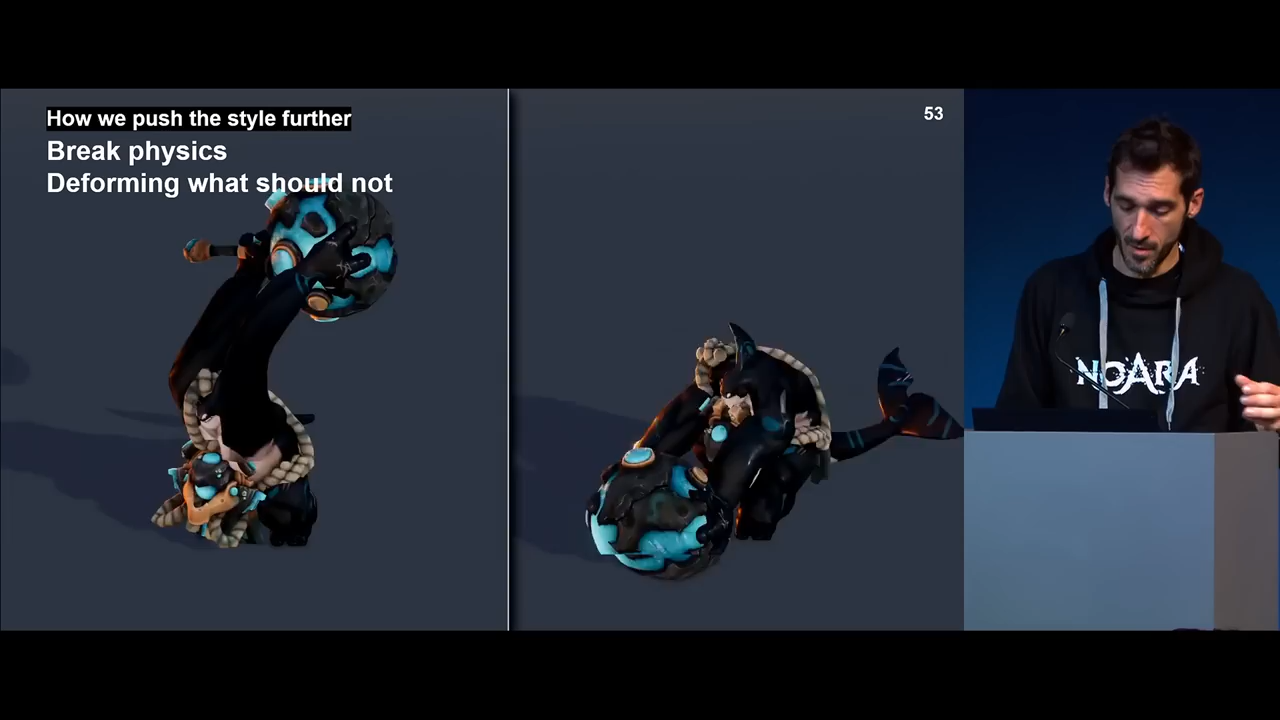 How we push the style further
Break physics
Deforming what should not
53
NOARA